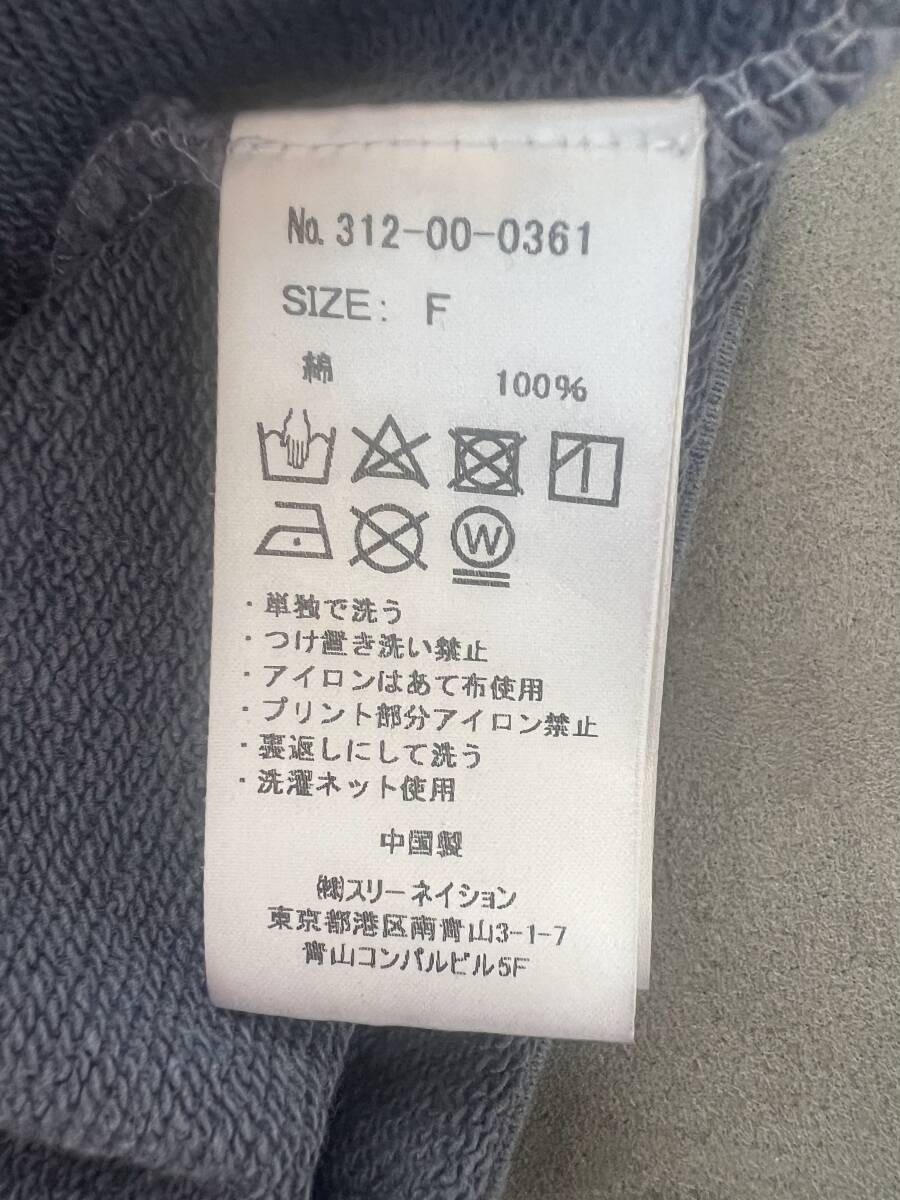 No. 312-00-0361
SIZE: F
綿 100%
W
・単独で洗う
・つけ置き洗い禁止
・アイロンはあて布使用
・プリント部分アイロン禁止
・裏返しにして洗う
・洗濯ネット使用
中国製
㈱スリーネイション
東京都港区南青山3-1-7
青山コンパルビル5F